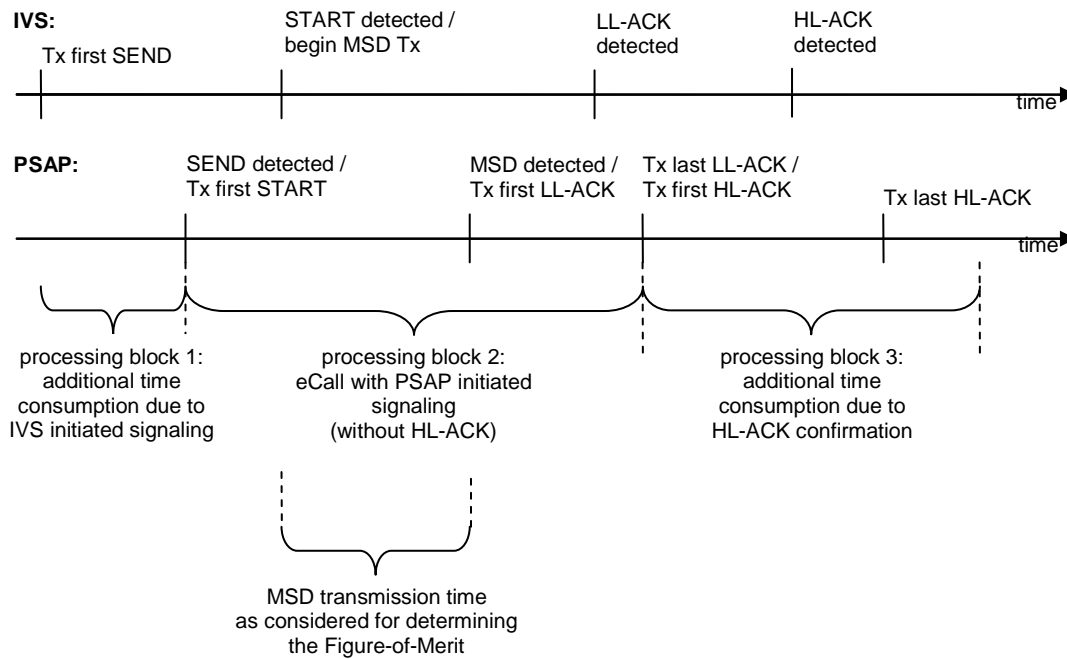 IVS:
Tx first SEND
START detected /
begin MSD Tx
LL-ACK
detected
HL-ACK
detected
time
PSAP:
SEND detected /
Tx first START
MSD detected /
Tx first LL-ACK
Tx last LL-ACK /
Tx first HL-ACK
Tx last HL-ACK
time
processing block 1:
additional time
consumption due to
IVS initiated signaling
processing block 2:
eCall with PSAP initiated
signaling
(without HL-ACK)
processing block 3:
additional time
consumption due to
HL-ACK confirmation
MSD transmission time
as considered for determining
the Figure-of-Merit